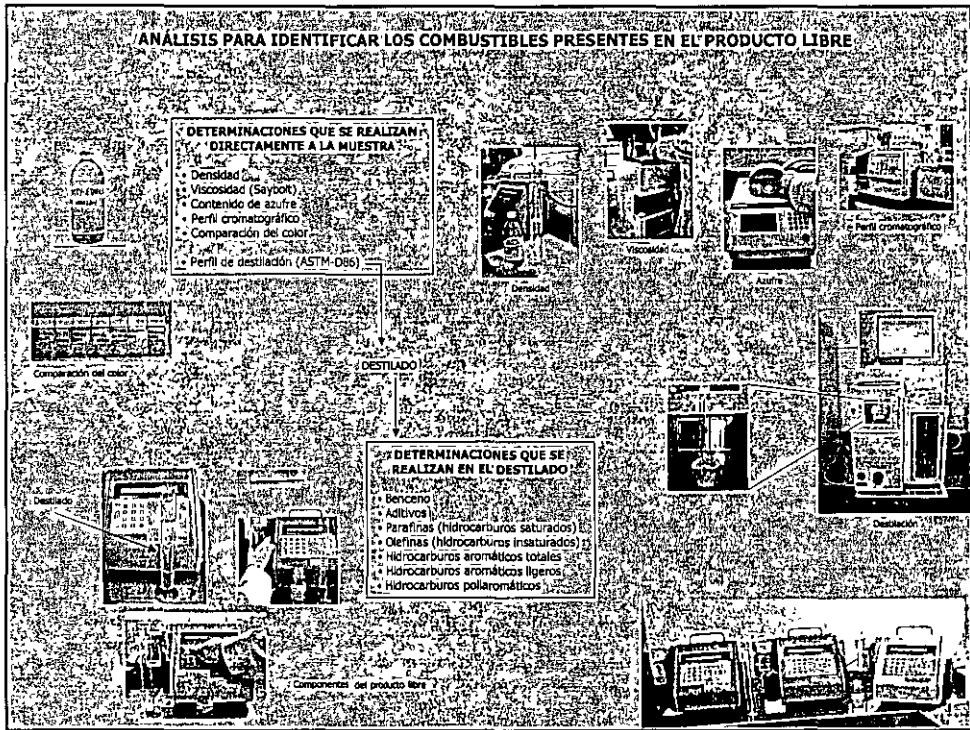 ANÁLISIS PARA IDENTIFICAR LOS COMBUSTIBLES PRESENTES EN EL PRODUCTO LIBRE
DETERMINACIONES QUE SE REALIZAN
DIRECTAMENTE A LA MUESTRA
• Densidad
• Viscosidad (Saybolt)
• Contenido de azufre
• Perfil cromatográfico
• Comparación del color
• Perfil de destilación (ASTM-D86)
Densidad
Viscosidad
Azufre
Perfil cromatográfico
Comparación del color
DESTILADO
DETERMINACIONES QUE SE
REALIZAN EN EL DESTILADO
• Benceno
• Aditivos
• Parafinas (hidrocarburos saturados)
• Olefinas (hidrocarburos insaturados)
• Hidrocarburos aromáticos totales
• Hidrocarburos aromáticos ligeros
• Hidrocarburos poliaromáticos
Destilado
Destilación
Componentes del producto libre